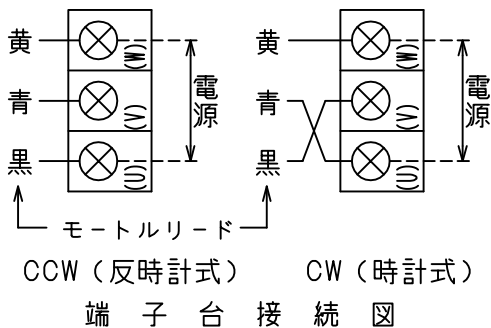 黄 (W) 黄 (W)
青 (V) 電源 青 (V) 電源
黒 (U) 黒 (U)
モートルリード
CCW（反時計式） CW（時計式）
端子台接続図